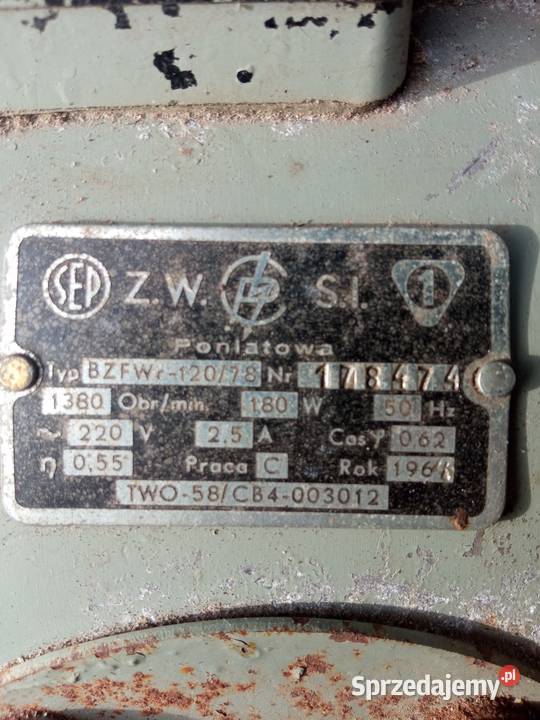 SEP Z.W. S.I. 1
Poniatowa
Typ BZFWr-120/78 Nr 178474
1380 Obr/min. 180 W 50 Hz
~ 220 V 2,5 A Cos φ 0,62
η 0,55 Praca C Rok 1964
TWO-58/CB4-003012
Sprzedajemy.pl